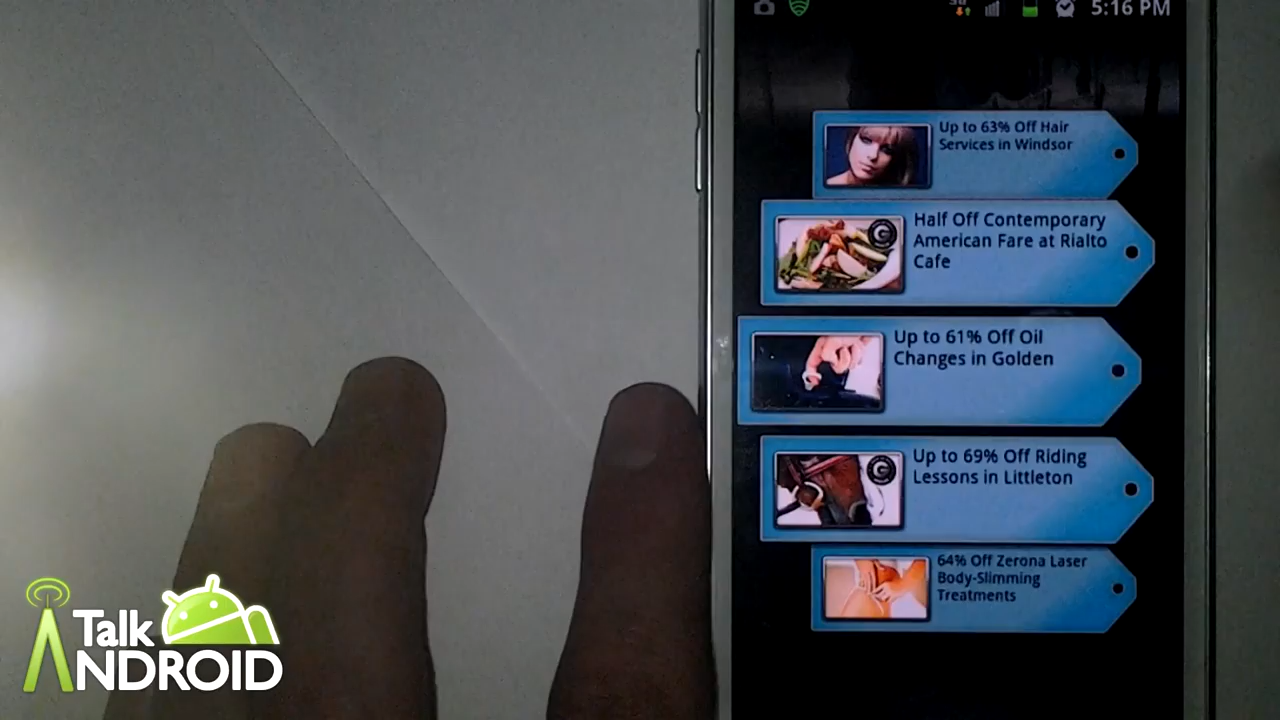 5:16 PM
Up to 63% Off Hair
Services in Windsor
Half Off Contemporary
American Fare at Rialto
Cafe
Up to 61% Off Oil
Changes in Golden
Up to 69% Off Riding
Lessons in Littleton
64% Off Zerona Laser
Body-Slimming
Treatments
Talk
ANDROID